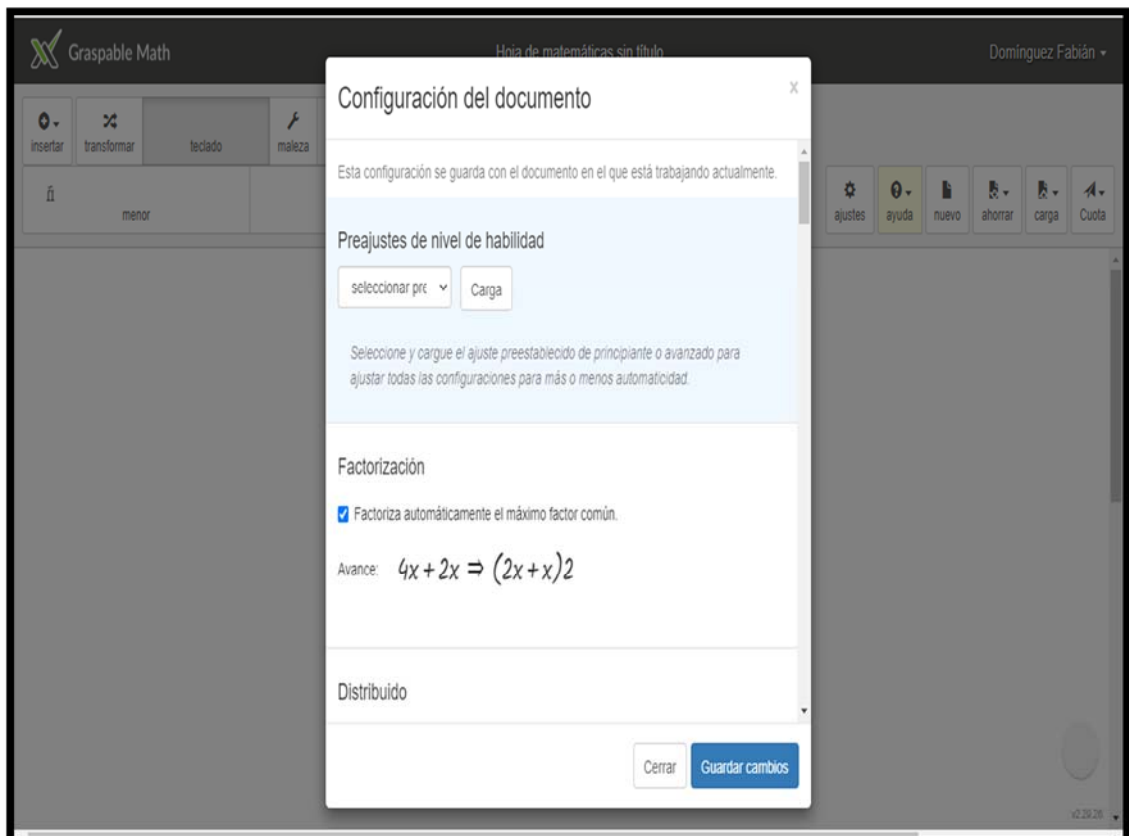 Graspable Math
Hoja de matemáticas sin título
Domínguez Fabián
insertar
transformar
teclado
maleza
menor
ajustes
ayuda
nuevo
ahorrar
carga
Cuota
Configuración del documento
x
Esta configuración se guarda con el documento en el que está trabajando actualmente.
Preajustes de nivel de habilidad
seleccionar pre
Carga
Seleccione y cargue el ajuste preestablecido de principiante o avanzado para
ajustar todas las configuraciones para más o menos automaticidad.
Factorización
Factoriza automáticamente el máximo factor común.
Avance: 4x + 2x ⇒ (2x + x)2
Distribuido
Cerrar
Guardar cambios